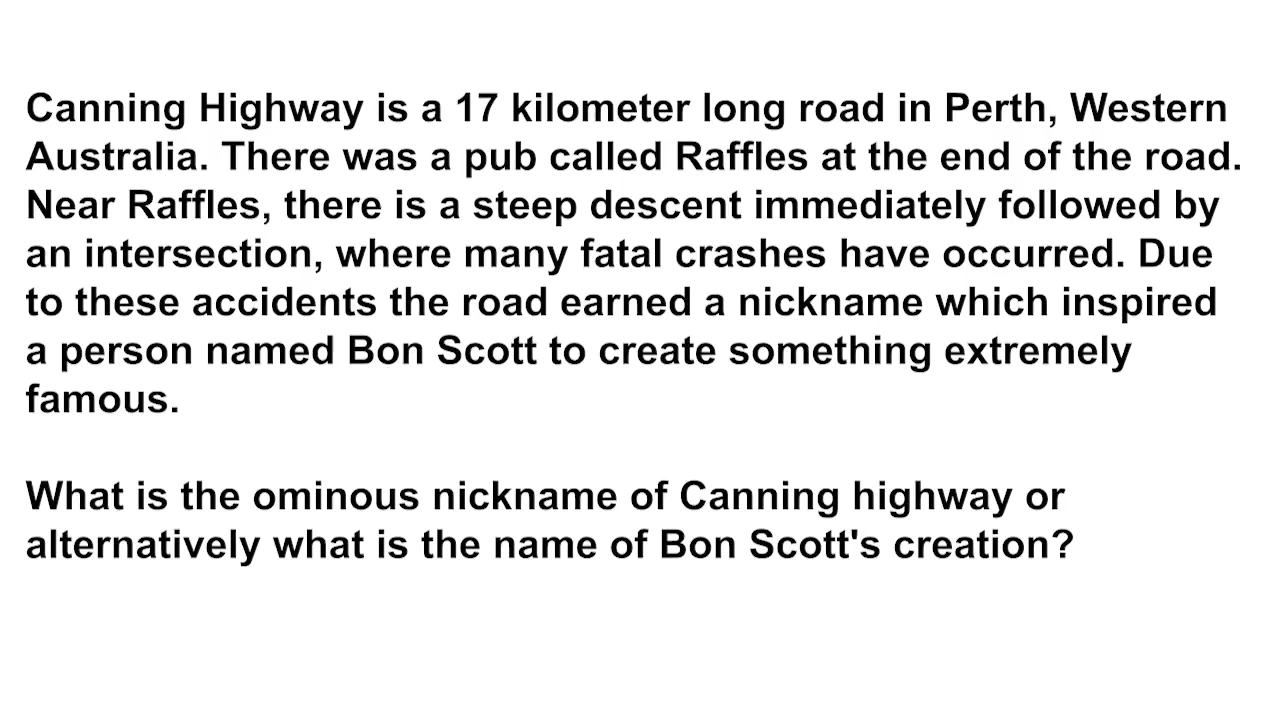 Canning Highway is a 17 kilometer long road in Perth, Western
Australia. There was a pub called Raffles at the end of the road.
Near Raffles, there is a steep descent immediately followed by
an intersection, where many fatal crashes have occurred. Due
to these accidents the road earned a nickname which inspired
a person named Bon Scott to create something extremely
famous.
What is the ominous nickname of Canning highway or
alternatively what is the name of Bon Scott's creation?